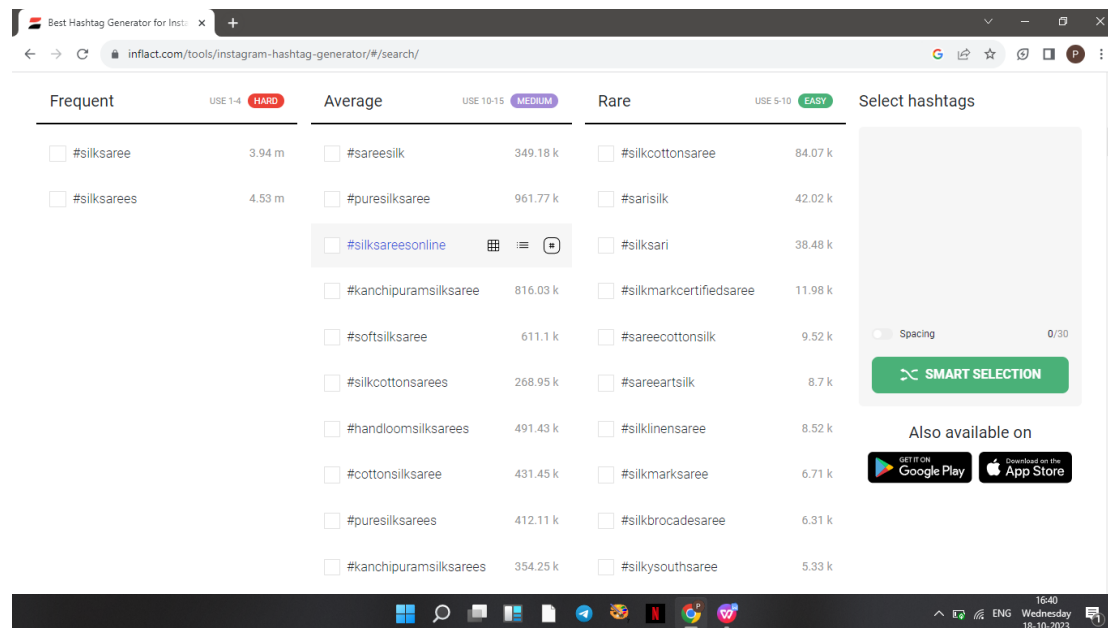 Best Hashtag Generator for Insta
inflact.com/tools/instagram-hashtag-generator/#/search/
G
P
Frequent USE 1-4 HARD
#silksaree 3.94 m
#silksarees 4.53 m
Average USE 10-15 MEDIUM
#sareesilk 349.18 k
#puresilksaree 961.77 k
#silksareesonline #
#kanchipuramsilksaree 816.03 k
#softsilksaree 611.1 k
#silkcottonsarees 268.95 k
#handloomsilksarees 491.43 k
#cottonsilksaree 431.45 k
#puresilksarees 412.11 k
#kanchipuramsilksarees 354.25 k
Rare USE 5-10 EASY
#silkcottonsaree 84.07 k
#sarisilk 42.02 k
#silksari 38.48 k
#silkmarkcertifiedsaree 11.98 k
#sareecottonsilk 9.52 k
#sareeartsilk 8.7 k
#silklinensaree 8.52 k
#silkmarksaree 6.71 k
#silkbrocadesaree 6.31 k
#silkysouthsaree 5.33 k
Select hashtags
Spacing 0/30
SMART SELECTION
Also available on
GET IT ON
Google Play
Download on the
App Store
N
P
W
ENG
16:40
Wednesday
18-10-2023
1